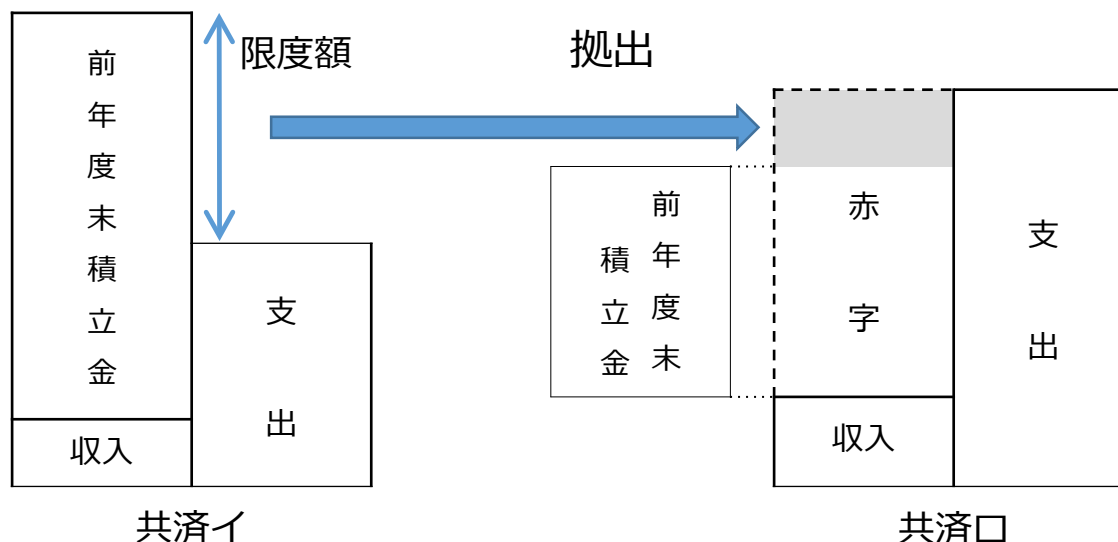 前年度末積立金
限度額
拠出
支出
収入
共済イ
前年度末
積立金
赤字
支出
収入
共済ロ